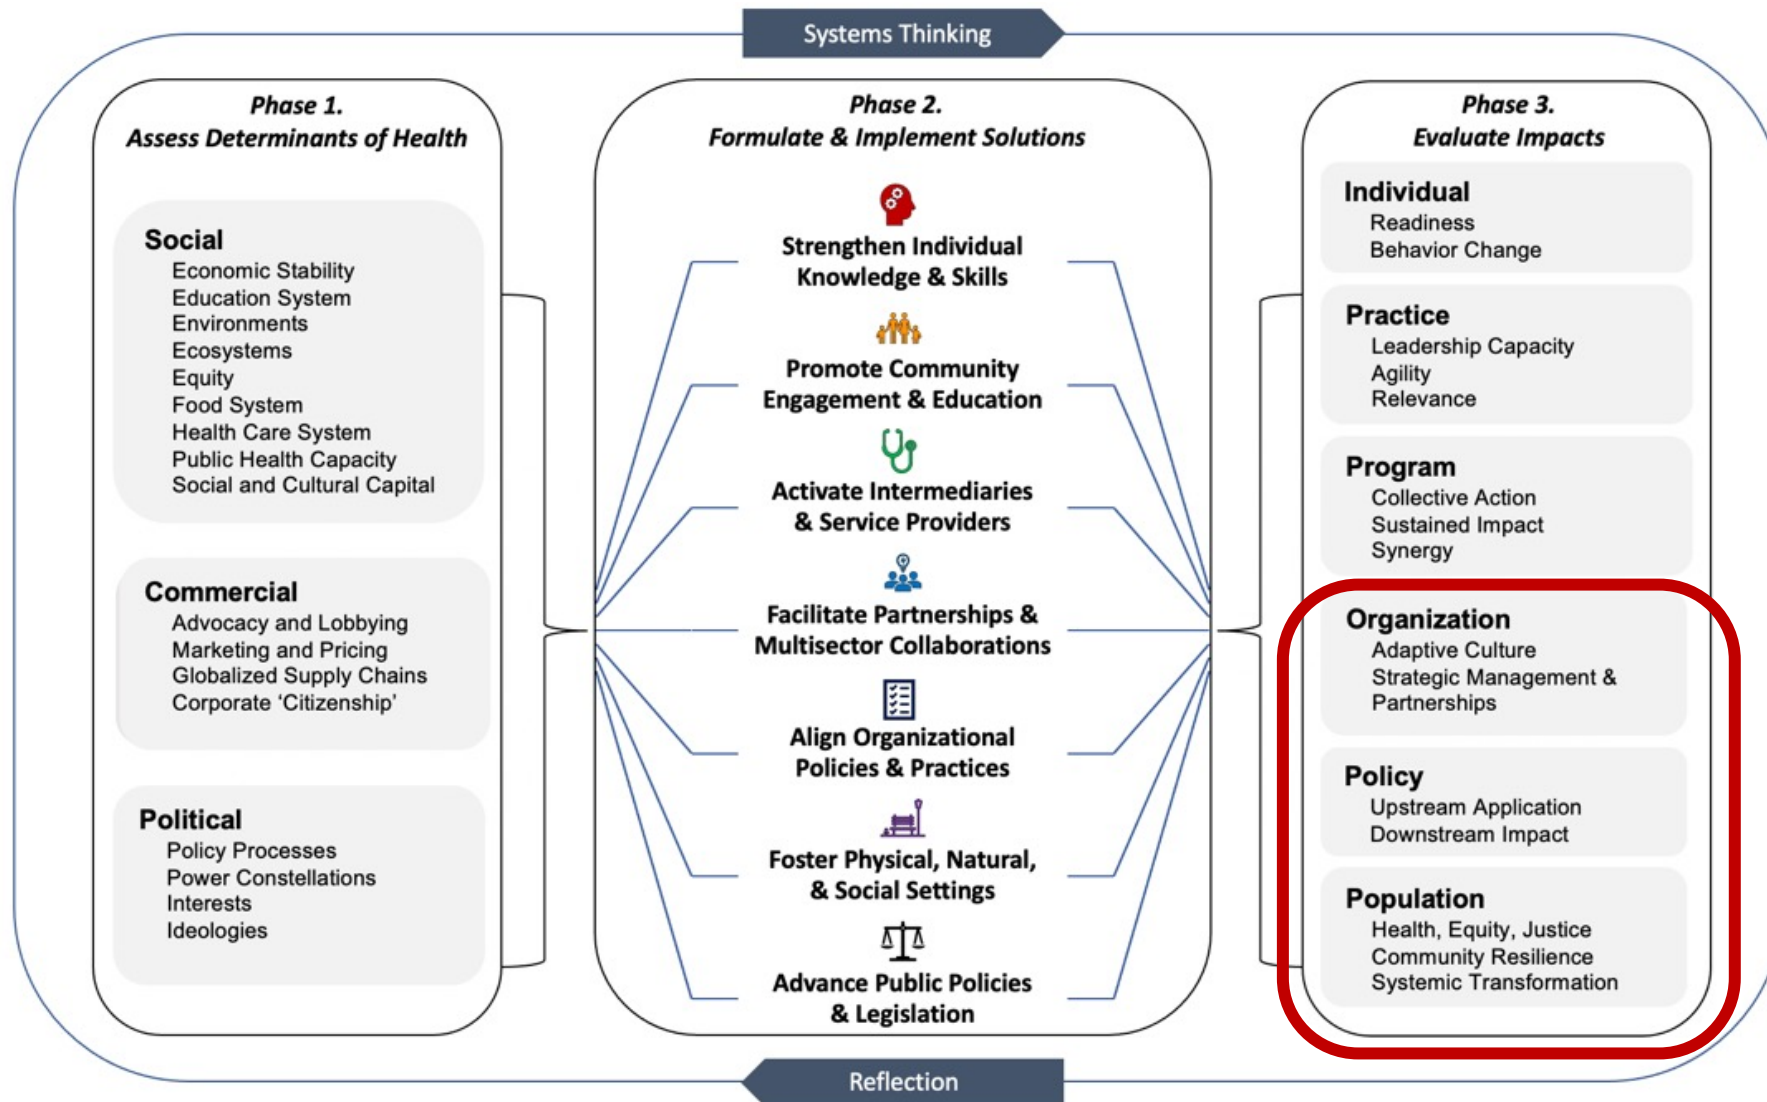 Systems Thinking
Phase 1.
Assess Determinants of Health
Social
Economic Stability
Education System
Environments
Ecosystems
Equity
Food System
Health Care System
Public Health Capacity
Social and Cultural Capital
Commercial
Advocacy and Lobbying
Marketing and Pricing
Globalized Supply Chains
Corporate ‘Citizenship’
Political
Policy Processes
Power Constellations
Interests
Ideologies
Phase 2.
Formulate & Implement Solutions
Strengthen Individual
Knowledge & Skills
Promote Community
Engagement & Education
Activate Intermediaries
& Service Providers
Facilitate Partnerships &
Multisector Collaborations
Align Organizational
Policies & Practices
Foster Physical, Natural,
& Social Settings
Advance Public Policies
& Legislation
Phase 3.
Evaluate Impacts
Individual
Readiness
Behavior Change
Practice
Leadership Capacity
Agility
Relevance
Program
Collective Action
Sustained Impact
Synergy
Organization
Adaptive Culture
Strategic Management &
Partnerships
Policy
Upstream Application
Downstream Impact
Population
Health, Equity, Justice
Community Resilience
Systemic Transformation
Reflection